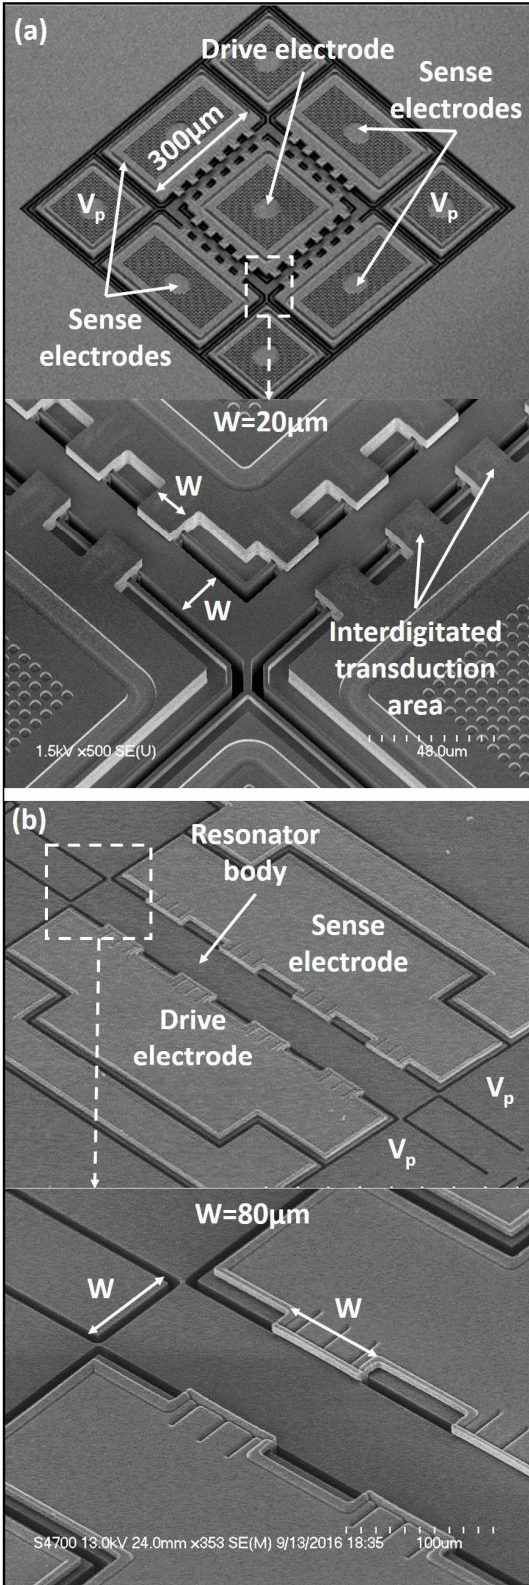 (a)
Drive electrode
Sense
electrodes
300μm
Vp
Vp
Sense
electrodes
W=20μm
W
W
Interdigitated
transduction
area
1.5kV x500 SE(U)
48.0um
(b)
Resonator
body
Sense
electrode
Drive
electrode
Vp
Vp
W=80μm
W
W
S4700 13.0kV 24.0mm x353 SE(M) 9/13/2016 18:35
100um